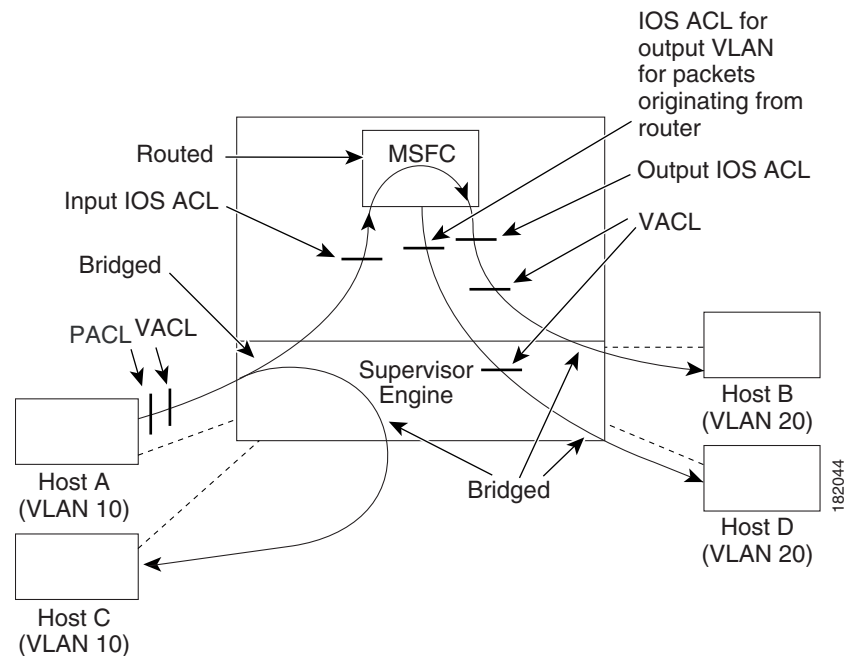 IOS ACL for
output VLAN
for packets
originating from
router
Routed
MSFC
Output IOS ACL
Input IOS ACL
VACL
Bridged
PACL
VACL
Supervisor
Engine
Host B
(VLAN 20)
Host A
(VLAN 10)
Bridged
Host D
(VLAN 20)
182044
Host C
(VLAN 10)